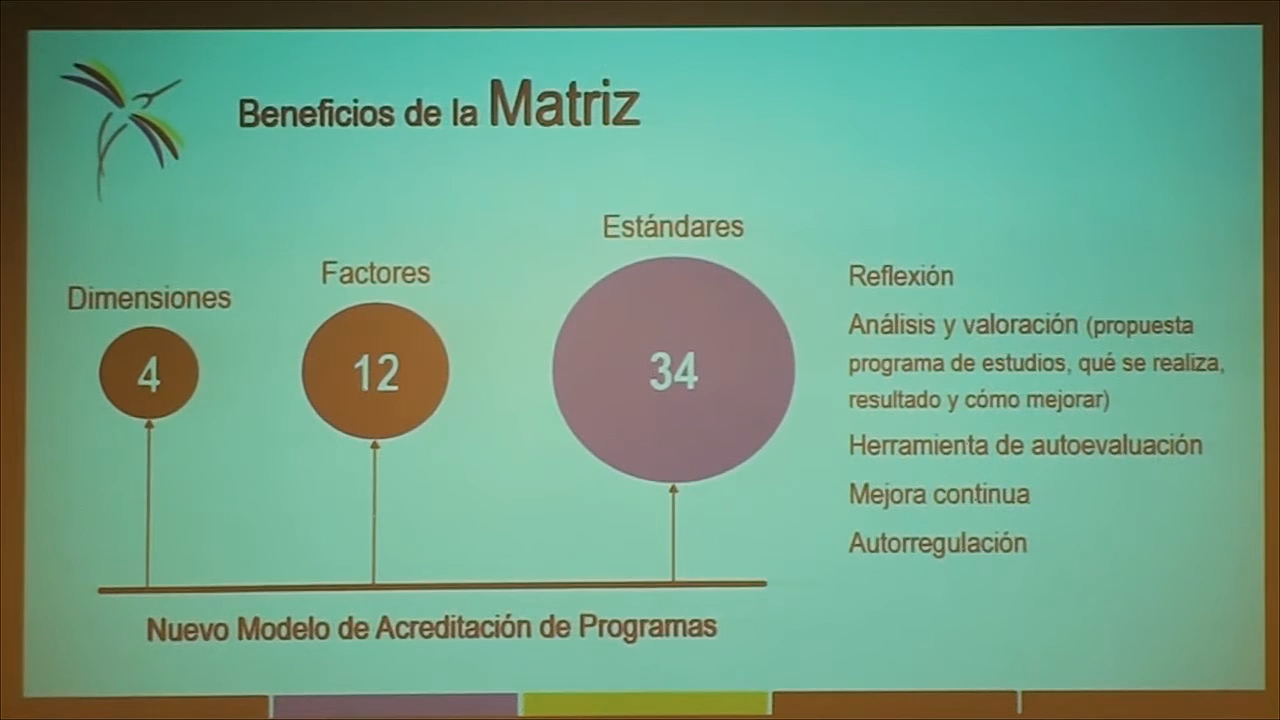 Beneficios de la Matriz
Dimensiones
4
Factores
12
Estándares
34
Nuevo Modelo de Acreditación de Programas
Reflexión
Análisis y valoración (propuesta
programa de estudios, qué se realiza,
resultado y cómo mejorar)
Herramienta de autoevaluación
Mejora continua
Autorregulación